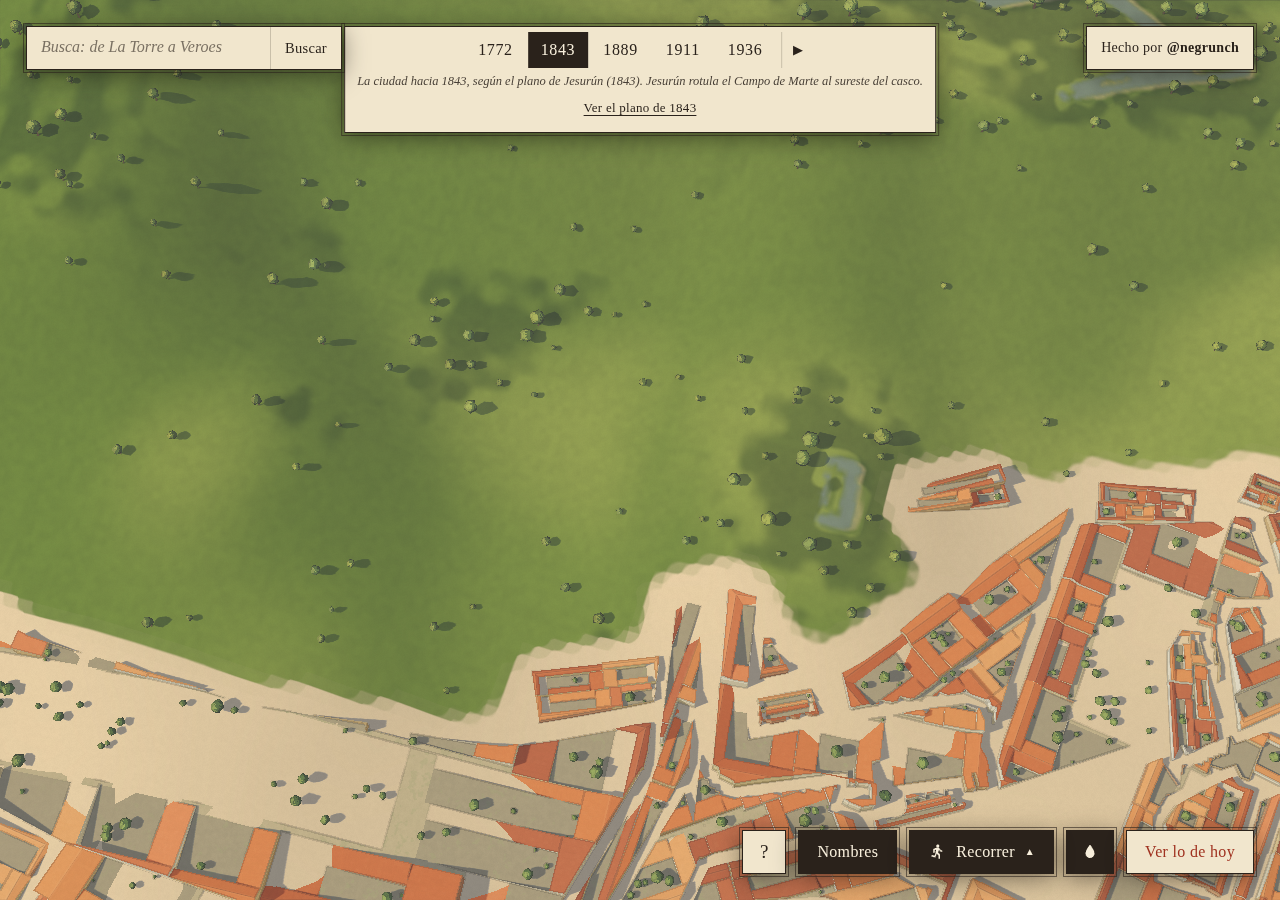 Busca: de La Torre a Veroes
Buscar
1772 1843 1889 1911 1936 ▶
La ciudad hacia 1843, según el plano de Jesurún (1843). Jesurún rotula el Campo de Marte al sureste del casco.
Ver el plano de 1843
Hecho por @negrunch
? Nombres Recorrer ▲ Ver lo de hoy